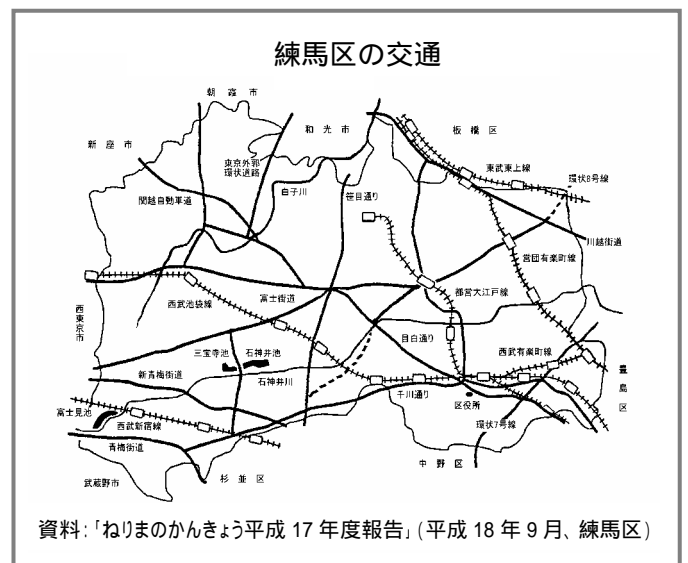 練馬区の交通
朝霞市
和光市
板橋区
新座市
東京外郭
環状道路
東武東上線
環状8号線
関越自動車道
白子川
笹目通り
川越街道
営団有楽町線
西武池袋線
富士街道
都営大江戸線
西東京市
目白通り
三宝寺池
石神井池
西武有楽町線
新青梅街道
石神井川
豊島区
千川通り
区役所
富士見池
西武新宿線
環状7号線
青梅街道
中野区
杉並区
武蔵野市
資料:「ねりまのかんきょう平成17年度報告」(平成18年9月、練馬区)